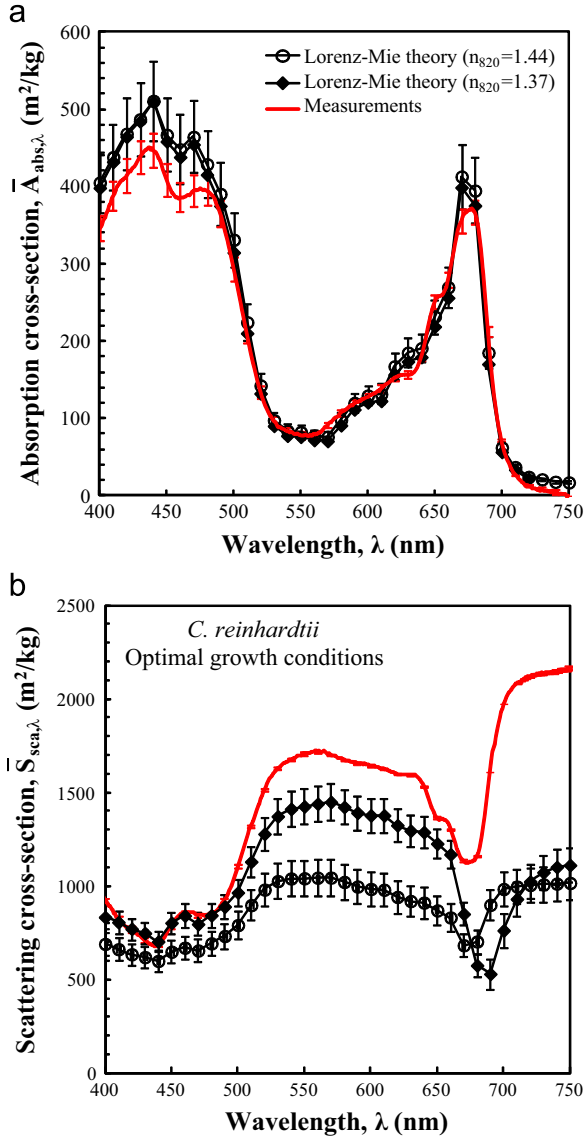 a
Absorption cross-section, A̅abs,λ (m²/kg)
600
500
400
300
200
100
0
Lorenz-Mie theory (n820=1.44)
Lorenz-Mie theory (n820=1.37)
Measurements
400 450 500 550 600 650 700 750
Wavelength, λ (nm)
b
Scattering cross-section, S̅sca,λ (m²/kg)
2500
2000
1500
1000
500
0
C. reinhardtii
Optimal growth conditions
400 450 500 550 600 650 700 750
Wavelength, λ (nm)